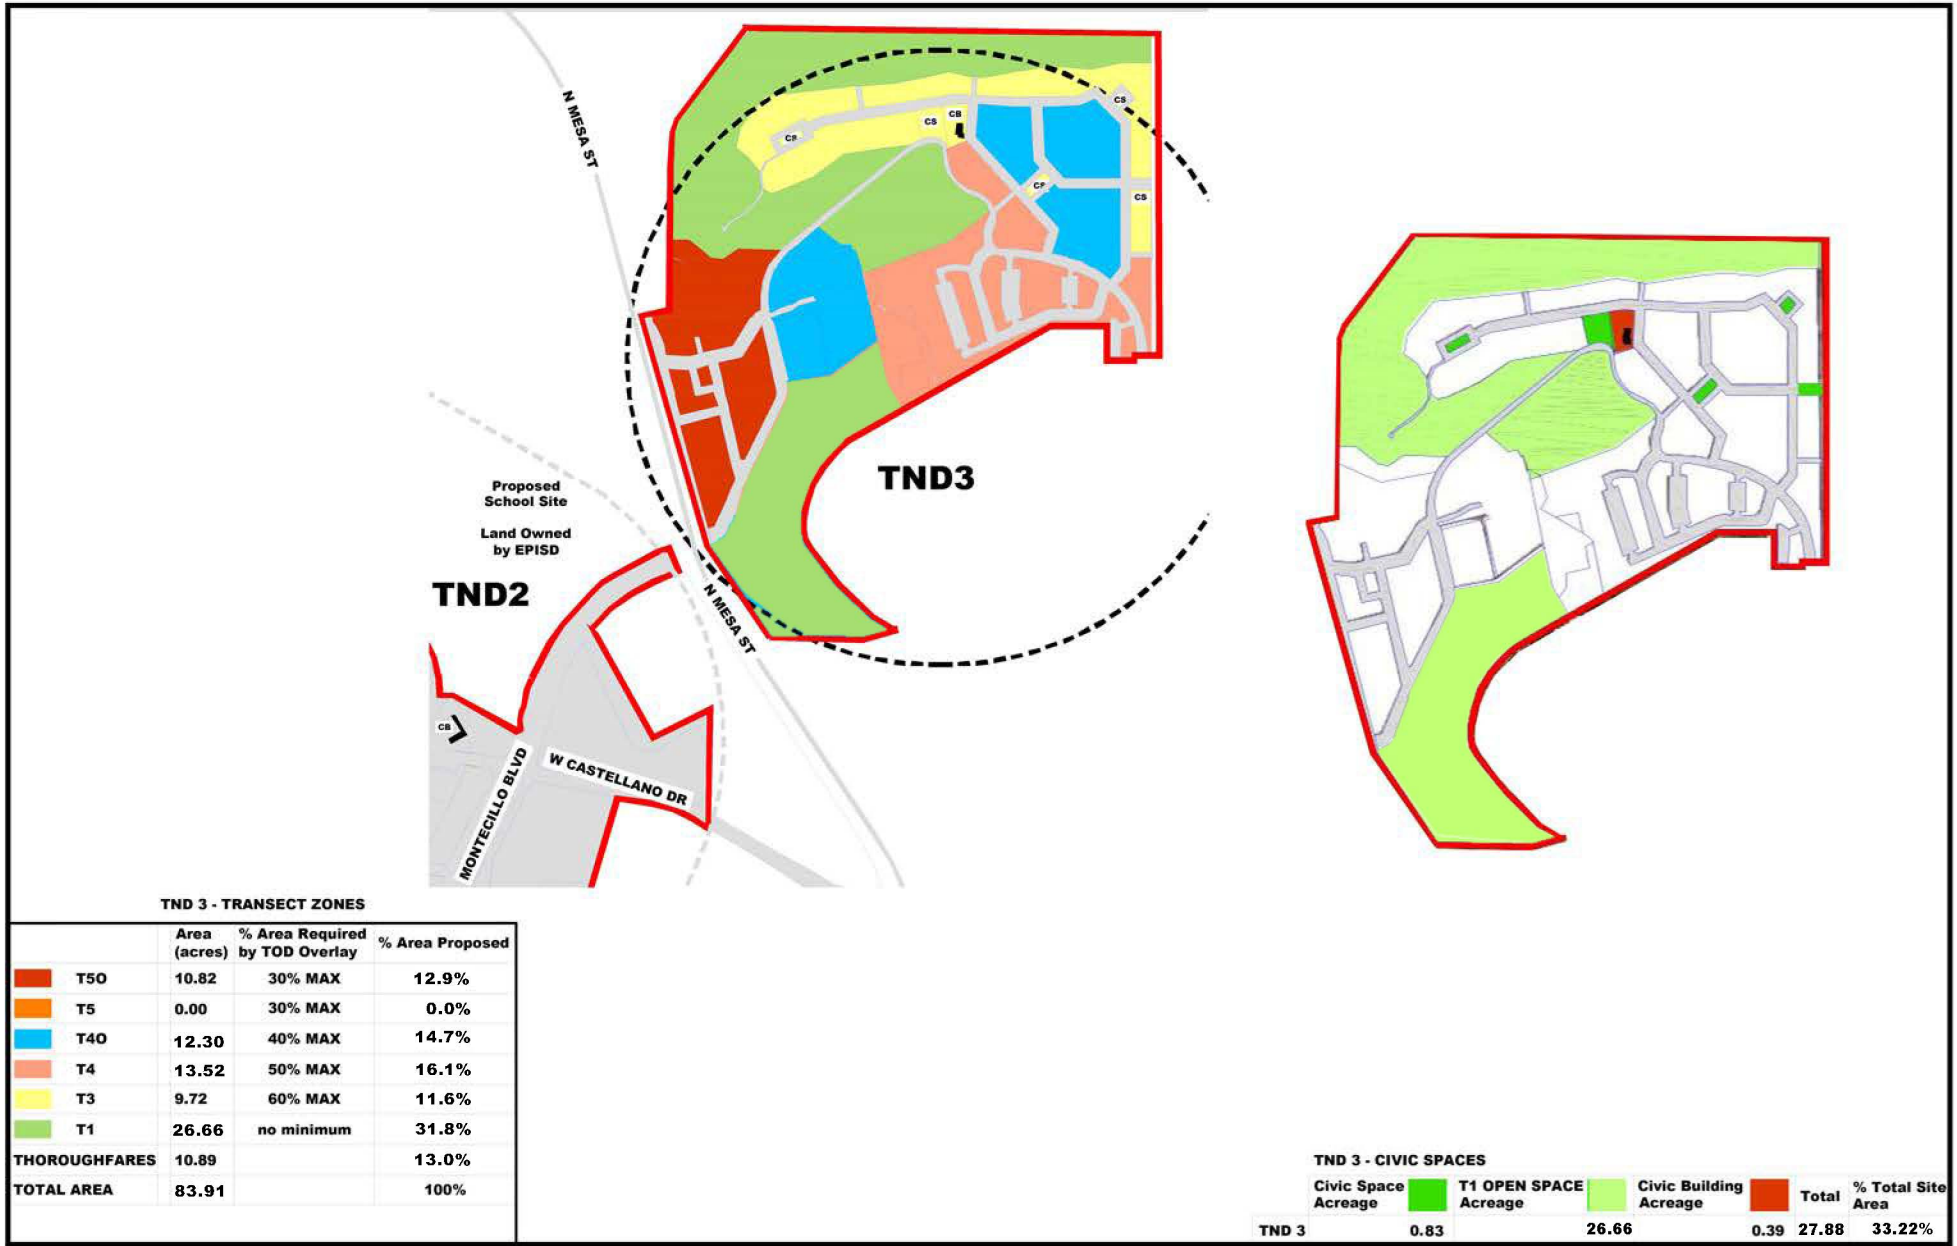 N MESA ST
CS
CB
CS
CS
CS
CS
TND3
Proposed
School Site
Land Owned
by EPISD
TND2
N MESA ST
CB
MONTECILLO BLVD
W CASTELLANO DR
TND 3 - TRANSECT ZONES
Area (acres) % Area Required by TOD Overlay % Area Proposed
T5O 10.82 30% MAX 12.9%
T5 0.00 30% MAX 0.0%
T4O 12.30 40% MAX 14.7%
T4 13.52 50% MAX 16.1%
T3 9.72 60% MAX 11.6%
T1 26.66 no minimum 31.8%
THOROUGHFARES 10.89 13.0%
TOTAL AREA 83.91 100%
TND 3 - CIVIC SPACES
Civic Space Acreage T1 OPEN SPACE Acreage Civic Building Acreage Total % Total Site Area
TND 3 0.83 26.66 0.39 27.88 33.22%